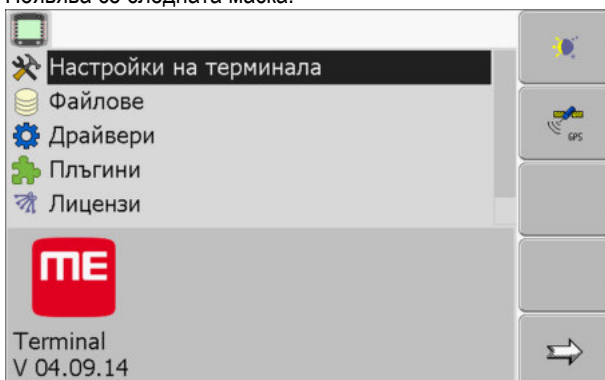 Появява се следната маска:
Настройки на терминала
Файлове
Драйвери
Плъгини
Лицензи
GPS
ME
Terminal
V 04.09.14